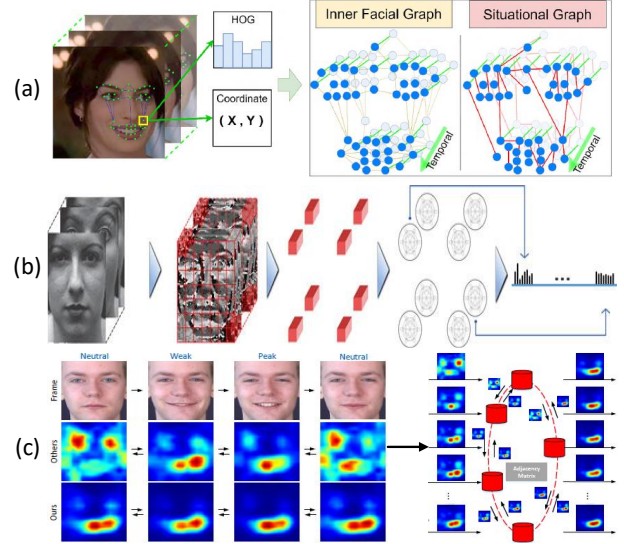 (a)
HOG
Coordinate
(X,Y)
Inner Facial Graph
Situational Graph
Temporal
Temporal
(b)
...
(c)
Neutral
Weak
Peak
Neutral
Frame
Others
Ours
Adjacency
Matrix